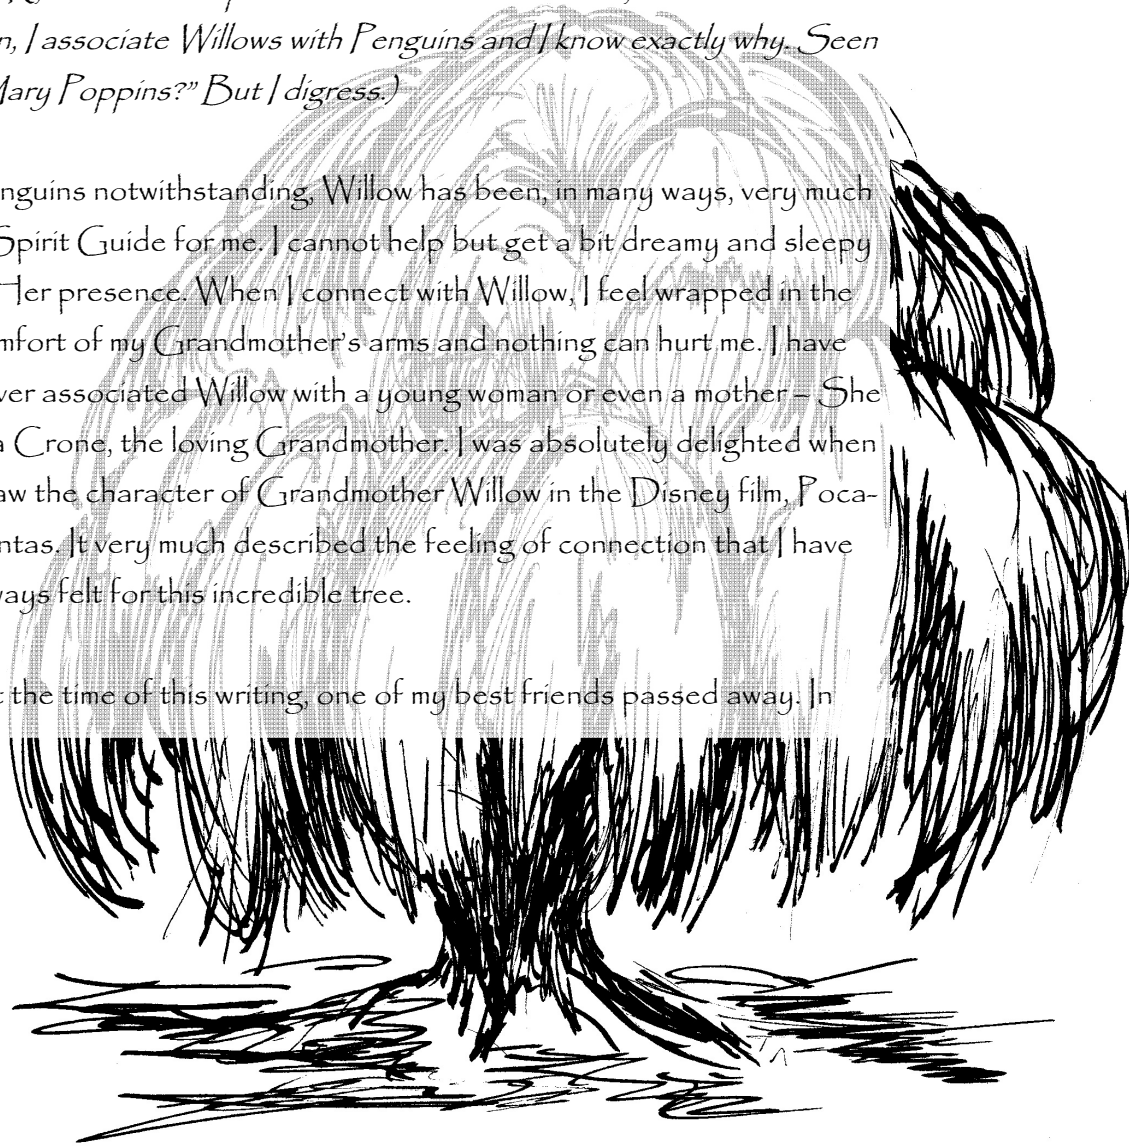 n, I associate Willows with Penguins and I know exactly why. Seen
Mary Poppins?” But I digress.)
nguins notwithstanding, Willow has been, in many ways, very much
Spirit Guide for me. I cannot help but get a bit dreamy and sleepy
Her presence. When I connect with Willow, I feel wrapped in the
mfort of my Grandmother’s arms and nothing can hurt me. I have
ver associated Willow with a young woman or even a mother – She
a Crone, the loving Grandmother. I was absolutely delighted when
aw the character of Grandmother Willow in the Disney film, Poca-
ntas. It very much described the feeling of connection that I have
ways felt for this incredible tree.
t the time of this writing, one of my best friends passed away. In